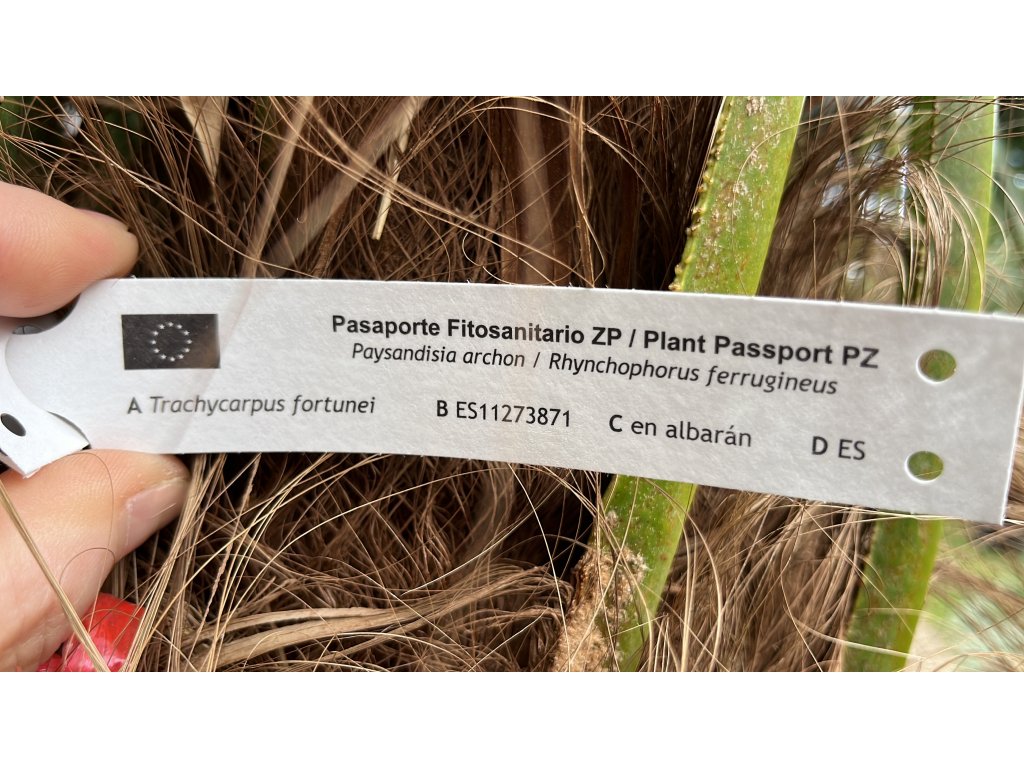 Pasaporte Fitosanitario ZP / Plant Passport PZ
Paysandisia archon / Rhynchophorus ferrugineus
A Trachycarpus fortunei B ES11273871 C en albarán D ES